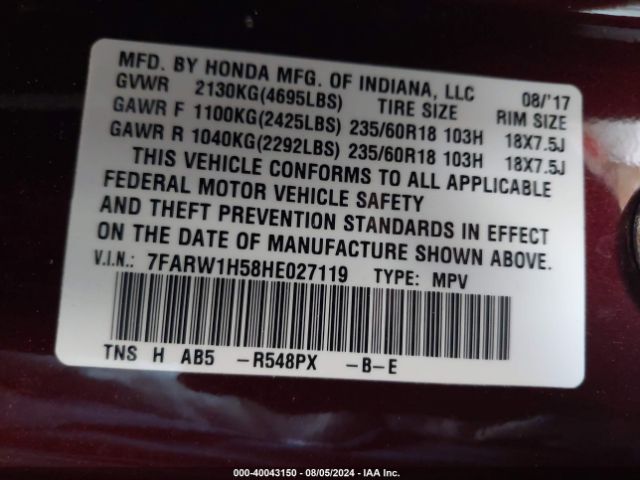 MFD. BY HONDA MFG. OF INDIANA, LLC 08/'17
GVWR 2130KG(4695LBS) TIRE SIZE RIM SIZE
GAWR F 1100KG(2425LBS) 235/60R18 103H 18X7.5J
GAWR R 1040KG(2292LBS) 235/60R18 103H 18X7.5J
THIS VEHICLE CONFORMS TO ALL APPLICABLE
FEDERAL MOTOR VEHICLE SAFETY
AND THEFT PREVENTION STANDARDS IN EFFECT
ON THE DATE OF MANUFACTURE SHOWN ABOVE.
V.I.N.: 7FARW1H58HE027119 TYPE: MPV
TNS H AB5 -R548PX -B-E
000-40043150 - 08/05/2024 - IAA Inc.